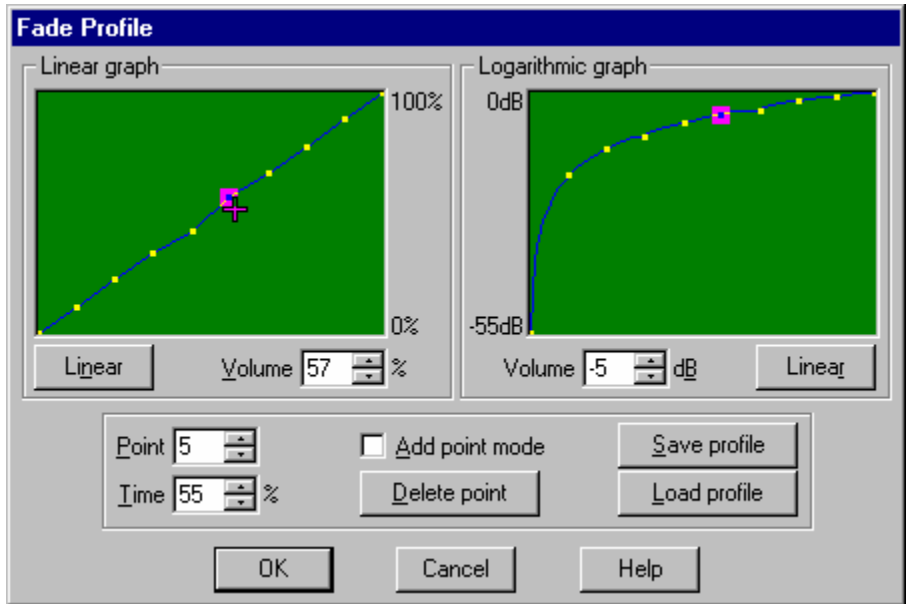 Fade Profile
Linear graph
100%
0%
Linear
Volume 57 %
Logarithmic graph
0dB
-55dB
Volume -5 dB
Linear
Point 5
Time 55 %
Add point mode
Delete point
Save profile
Load profile
OK
Cancel
Help